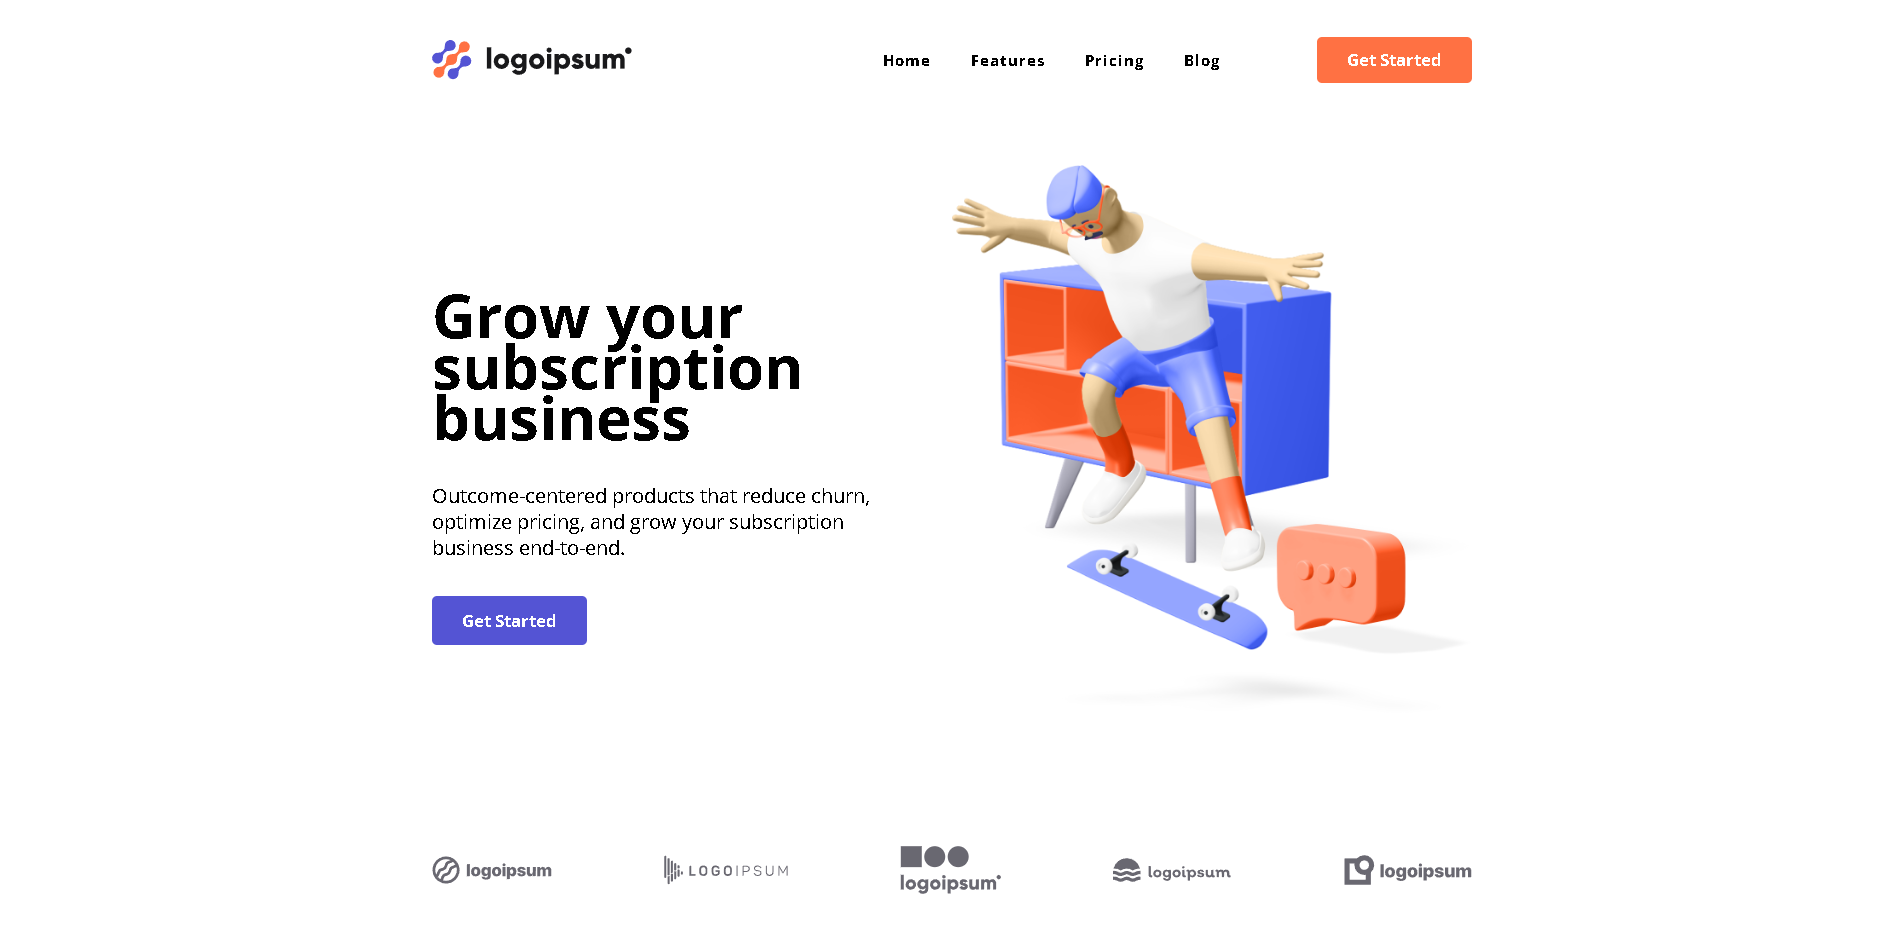 logoipsum
Home Features Pricing Blog Get Started
Grow your
subscription
business
Outcome-centered products that reduce churn,
optimize pricing, and grow your subscription
business end-to-end.
Get Started
logoipsum LOGOIPSUM logoipsum logoipsum logoipsum